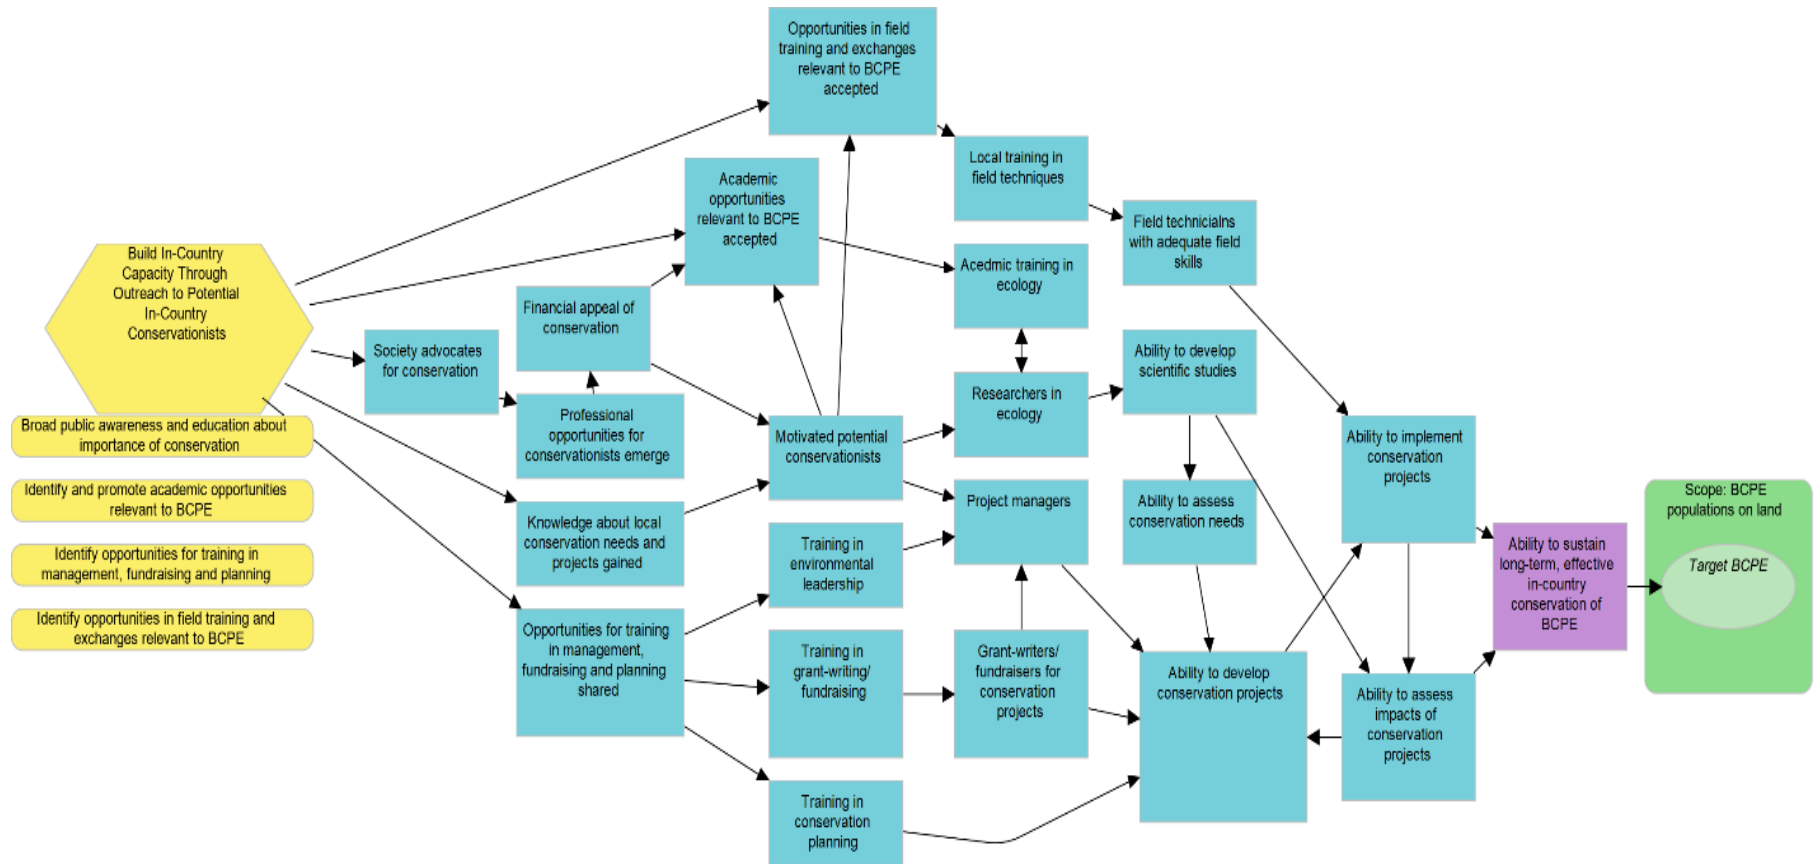 Opportunities in field
training and exchanges
relevant to BCPE
accepted
Local training in
field techniques
Academic
opportunities
relevant to BCPE
accepted
Field technicialns
with adequate field
skills
Build In-Country
Capacity Through
Outreach to Potential
In-Country
Conservationists
Acedmic training in
ecology
Financial appeal of
conservation
Society advocates
for conservation
Ability to develop
scientific studies
Researchers in
ecology
Professional
opportunities for
conservationists emerge
Motivated potential
conservationists
Ability to implement
conservation
projects
Broad public awareness and education about
importance of conservation
Identify and promote academic opportunities
relevant to BCPE
Identify opportunities for training in
management, fundraising and planning
Identify opportunities in field training and
exchanges relevant to BCPE
Knowledge about local
conservation needs and
projects gained
Project managers
Ability to assess
conservation needs
Scope: BCPE
populations on land
Target BCPE
Training in
environmental
leadership
Ability to sustain
long-term, effective
in-country
conservation of
BCPE
Opportunities for training
in management,
fundraising and planning
shared
Training in
grant-writing/
fundraising
Grant-writers/
fundraisers for
conservation
projects
Ability to develop
conservation projects
Ability to assess
impacts of
conservation
projects
Training in
conservation
planning